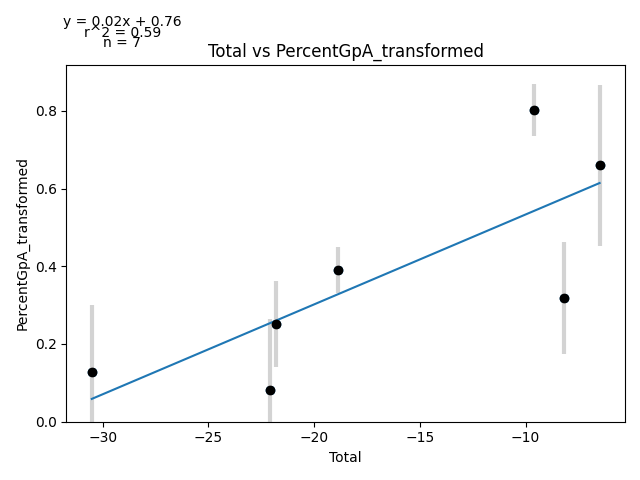 y = 0.02x + 0.76
r^2 = 0.59
n = 7
Total vs PercentGpA_transformed
PercentGpA_transformed
0.8
0.6
0.4
0.2
0.0
−30
−25
−20
−15
−10
Total